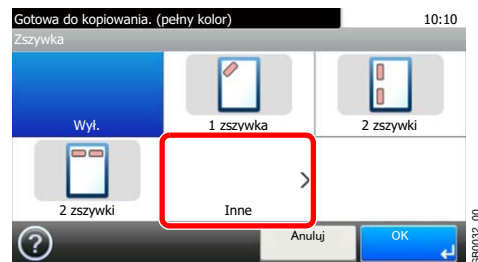 Gotowa do kopiowania. (pełny kolor) 10:10
Zszywka
Wył. 1 zszywka 2 zszywki
2 zszywki Inne
? Anuluj OK
GB0032_00